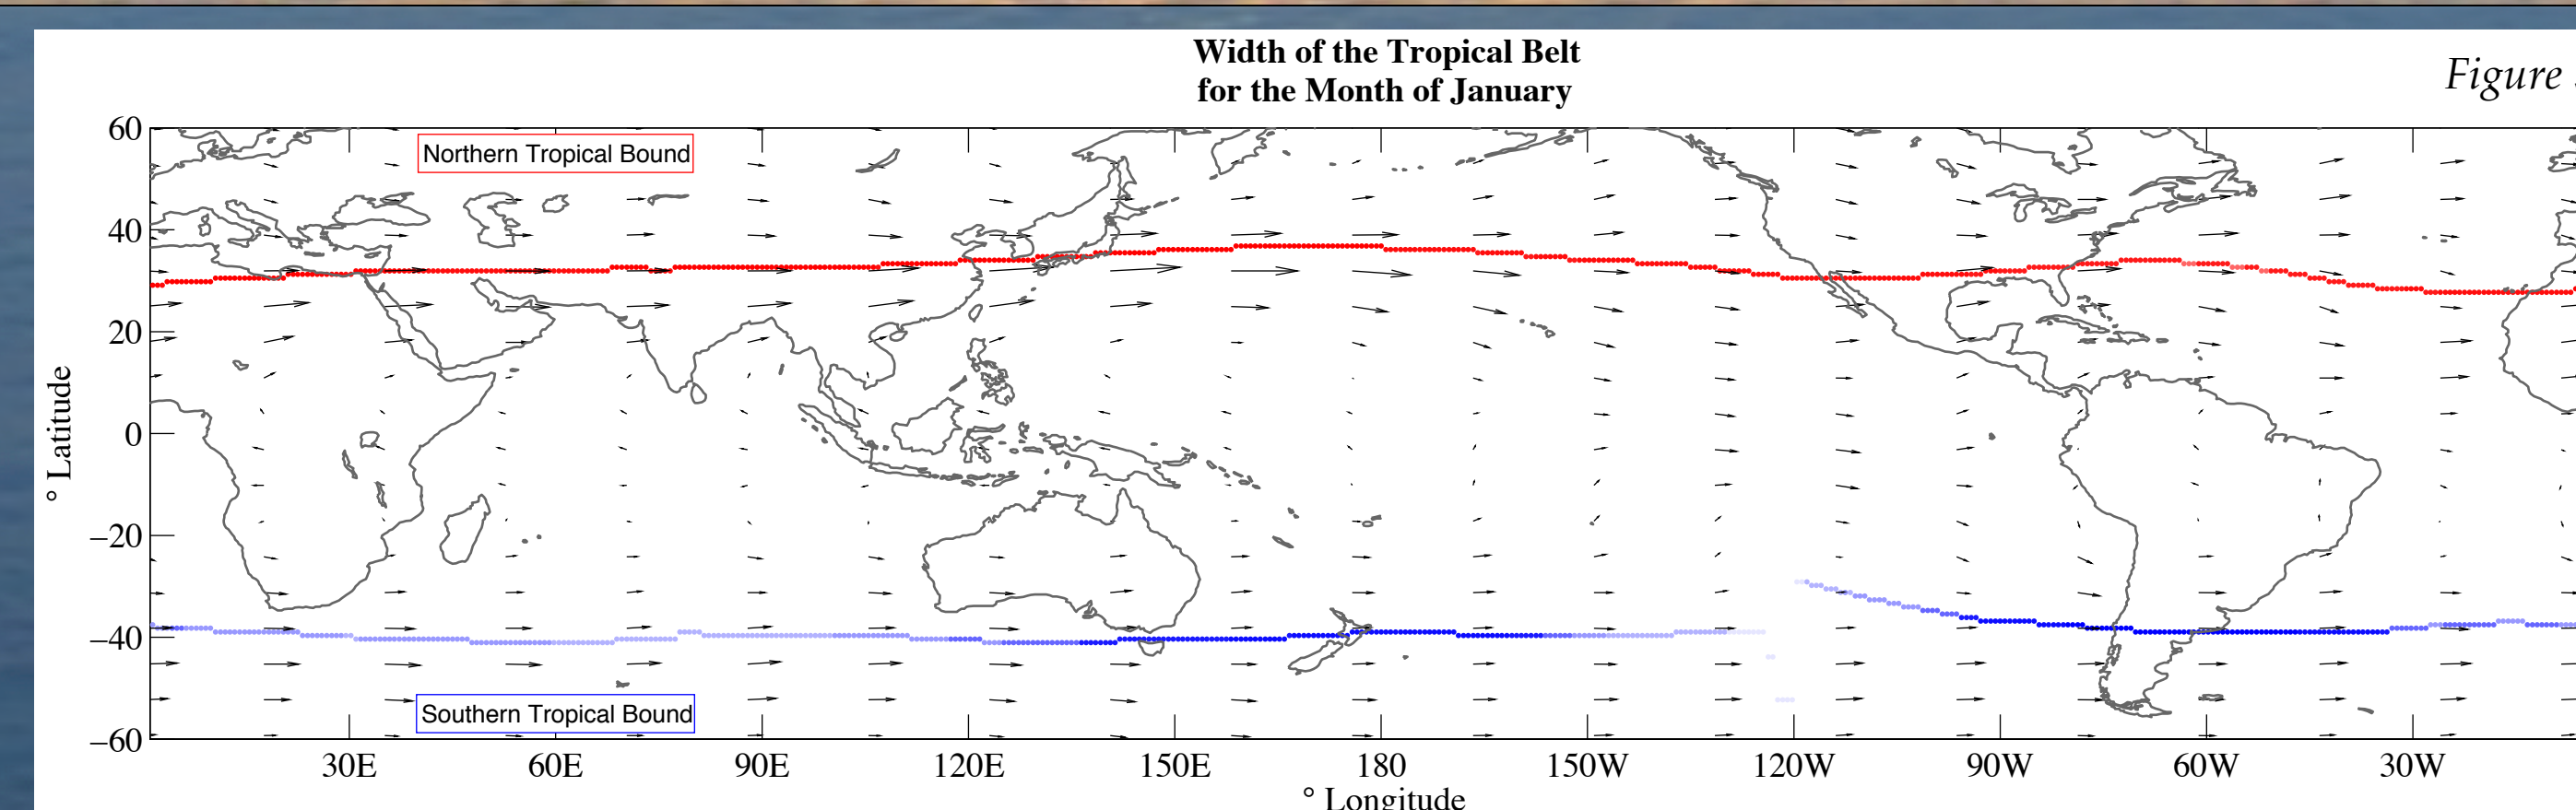 Width of the Tropical Belt
for the Month of January
Figure
60
Northern Tropical Bound
40
20
0
−20
−40
−60
° Latitude
Southern Tropical Bound
30E 60E 90E 120E 150E 180 150W 120W 90W 60W 30W
° Longitude